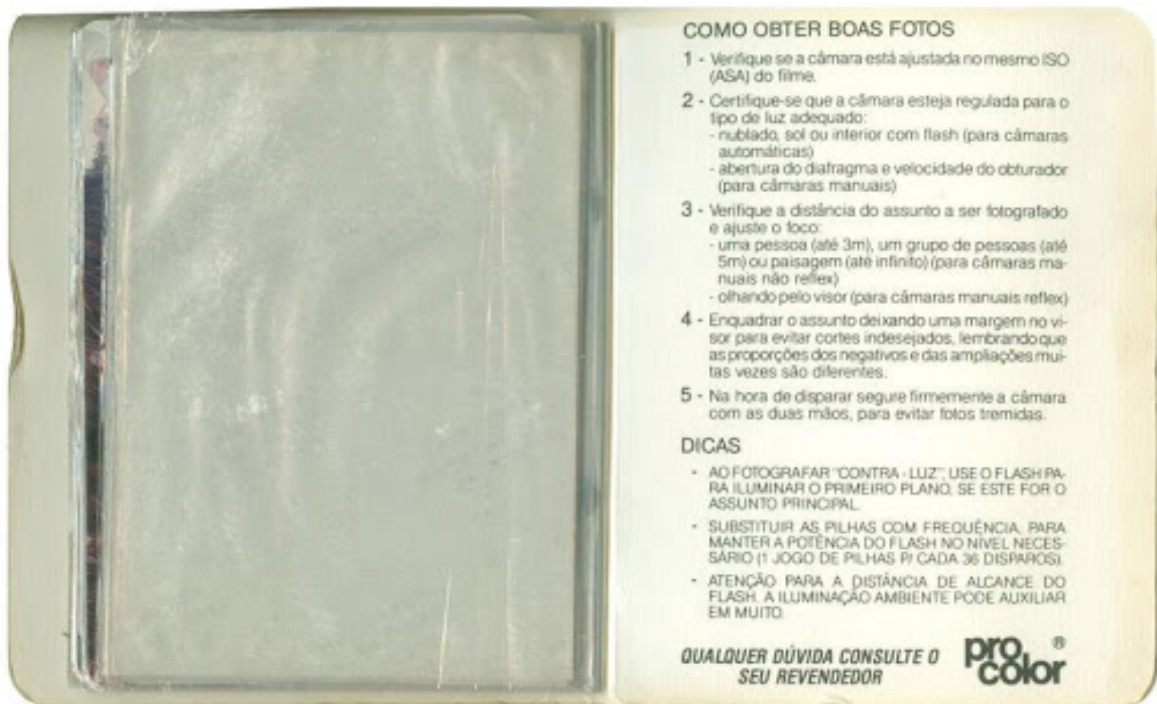 COMO OBTER BOAS FOTOS
1 - Verifique se a câmara está ajustada no mesmo ISO
(ASA) do filme.
2 - Certifique-se que a câmara esteja regulada para o
tipo de luz adequado:
- nublado, sol ou interior com flash (para câmaras
automáticas)
- abertura do diafragma e velocidade do obturador
(para câmaras manuais)
3 - Verifique a distância do assunto a ser fotografado
e ajuste o foco:
- uma pessoa (até 3m), um grupo de pessoas (até
5m) ou paisagem (até infinito) (para câmaras ma-
nuais não reflex)
- olhando pelo visor (para câmaras manuais reflex)
4 - Enquadrar o assunto deixando uma margem no vi-
sor para evitar cortes indesejados, lembrando que
as proporções dos negativos e das ampliações mui-
tas vezes são diferentes.
5 - Na hora de disparar segure firmemente a câmara
com as duas mãos, para evitar fotos tremidas.
DICAS
- AO FOTOGRAFAR "CONTRA - LUZ", USE O FLASH PA-
RA ILUMINAR O PRIMEIRO PLANO, SE ESTE FOR O
ASSUNTO PRINCIPAL.
- SUBSTITUIR AS PILHAS COM FREQUÊNCIA, PARA
MANTER A POTÊNCIA DO FLASH NO NÍVEL NECES-
SÁRIO (1 JOGO DE PILHAS P/ CADA 36 DISPAROS).
- ATENÇÃO PARA A DISTÂNCIA DE ALCANCE DO
FLASH. A ILUMINAÇÃO AMBIENTE PODE AUXILIAR
EM MUITO.
QUALQUER DÚVIDA CONSULTE O
SEU REVENDEDOR
pro
color ®